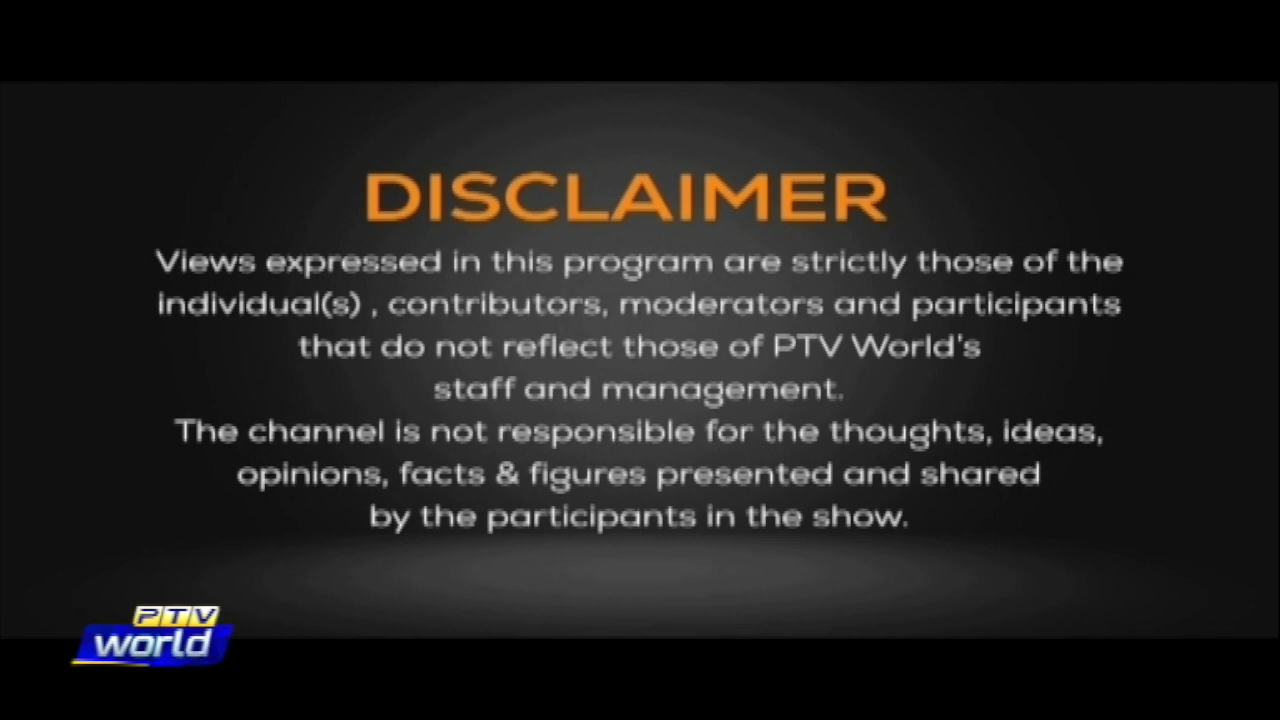 DISCLAIMER
Views expressed in this program are strictly those of the
individual(s) , contributors, moderators and participants
that do not reflect those of PTV World's
staff and management.
The channel is not responsible for the thoughts, ideas,
opinions, facts & figures presented and shared
by the participants in the show.
PTV
world